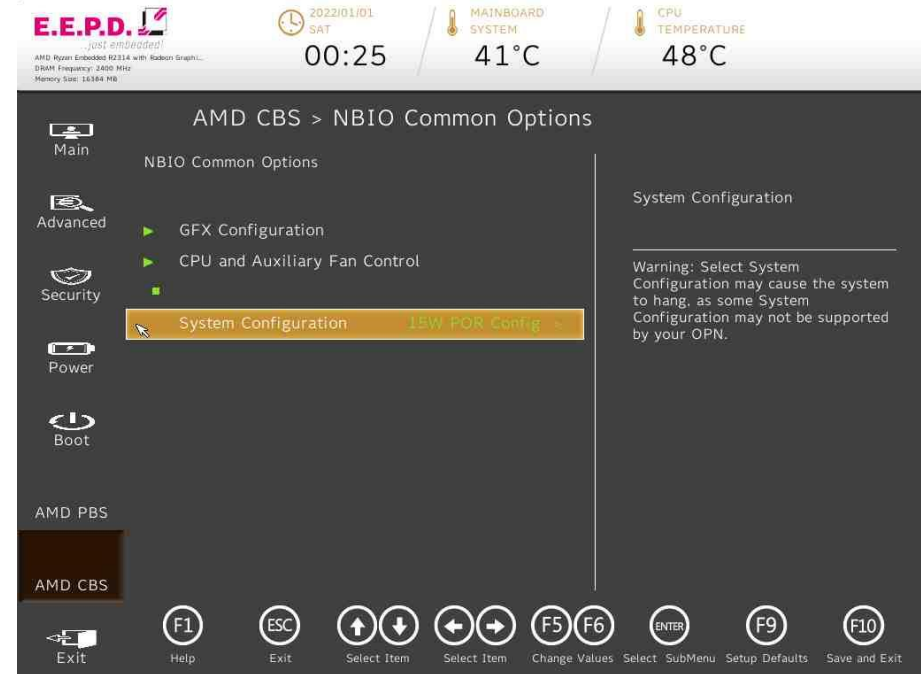 E.E.P.D.
...just embedded!
AMD Ryzen Embedded R2314 with Radeon Graphi...
DRAM Frequency: 2400 MHz
Memory Size: 16384 MB
2022/01/01
SAT
00:25
MAINBOARD
SYSTEM
41°C
CPU
TEMPERATURE
48°C
Main
Advanced
Security
Power
Boot
AMD PBS
AMD CBS
Exit
AMD CBS > NBIO Common Options
NBIO Common Options
GFX Configuration
CPU and Auxiliary Fan Control
System Configuration 15W POR Config
System Configuration
Warning: Select System
Configuration may cause the system
to hang, as some System
Configuration may not be supported
by your OPN.
F1 Help
ESC Exit
Select Item
Select Item
F5 F6 Change Values
ENTER Select SubMenu
F9 Setup Defaults
F10 Save and Exit